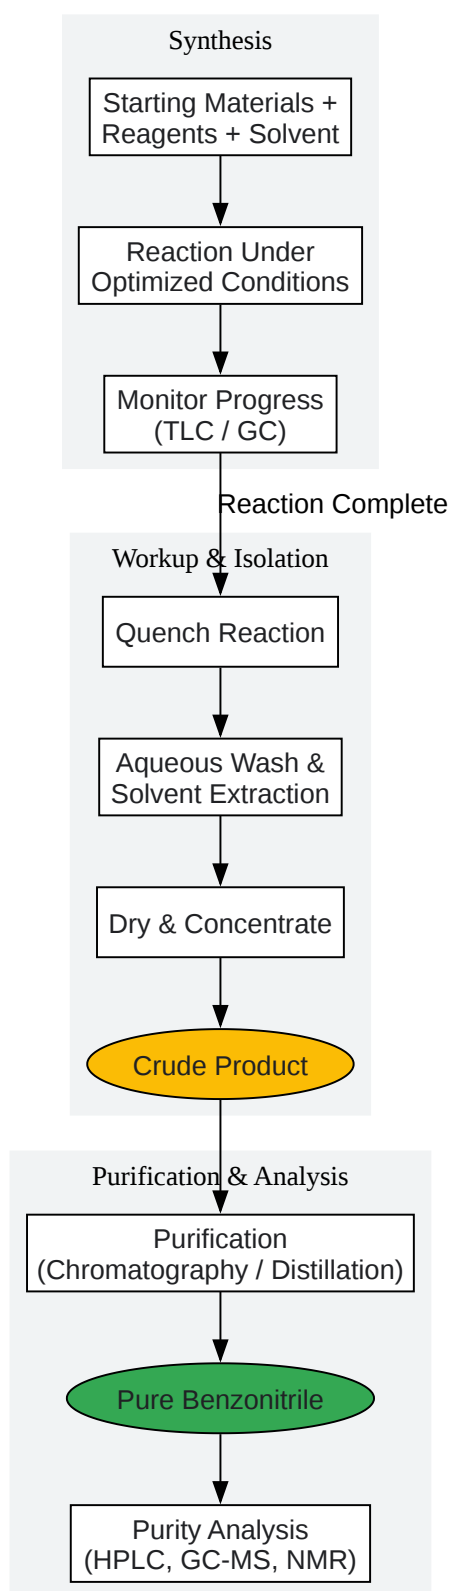 Synthesis
Starting Materials +
Reagents + Solvent
Reaction Under
Optimized Conditions
Monitor Progress
(TLC / GC)
Reaction Complete
Workup & Isolation
Quench Reaction
Aqueous Wash &
Solvent Extraction
Dry & Concentrate
Crude Product
Purification & Analysis
Purification
(Chromatography / Distillation)
Pure Benzonitrile
Purity Analysis
(HPLC, GC-MS, NMR)